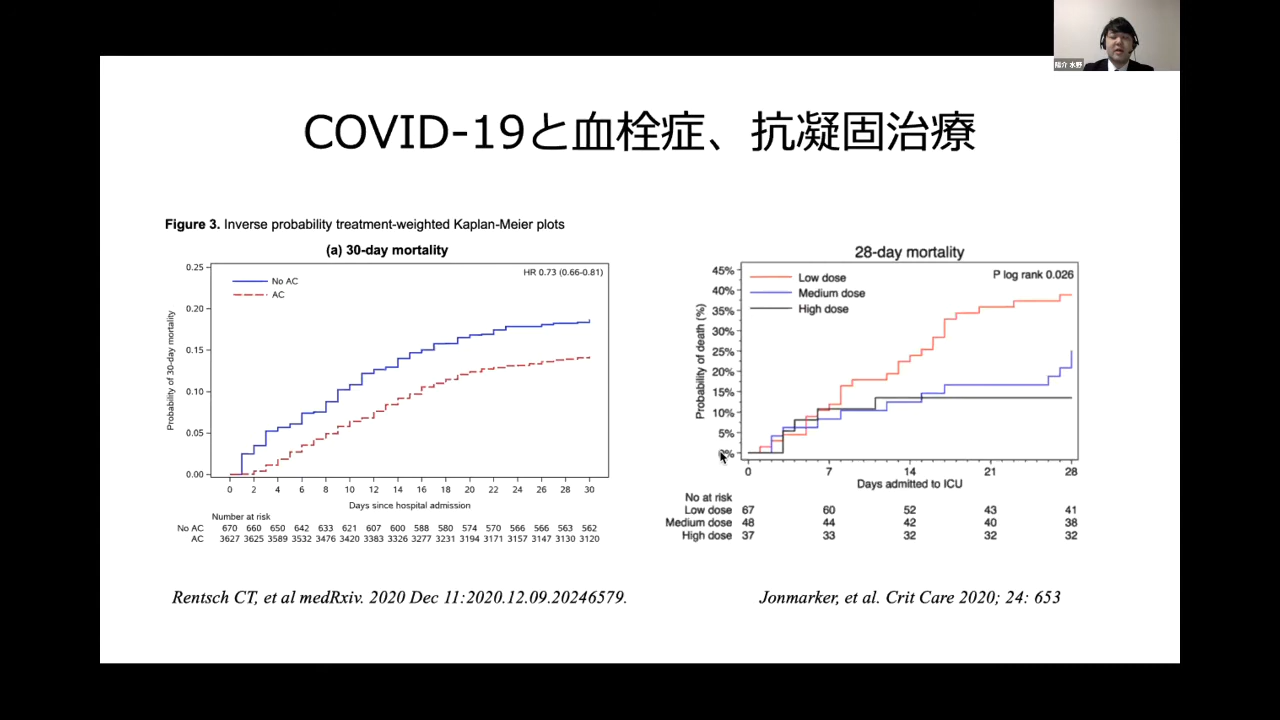 陽介 水野
COVID-19と血栓症、抗凝固治療
Figure 3. Inverse probability treatment-weighted Kaplan-Meier plots
(a) 30-day mortality
HR 0.73 (0.66-0.81)
No AC
AC
Probability of 30-day mortality
0.25
0.20
0.15
0.10
0.05
0.00
0 2 4 6 8 10 12 14 16 18 20 22 24 26 28 30
Days since hospital admission
Number at risk
No AC 670 660 650 642 633 621 607 600 588 580 574 570 566 566 563 562
AC 3627 3625 3589 3532 3476 3420 3383 3326 3277 3231 3194 3171 3157 3147 3130 3120
Rentsch CT, et al medRxiv. 2020 Dec 11:2020.12.09.20246579.
28-day mortality
P log rank 0.026
Low dose
Medium dose
High dose
Probability of death (%)
45%
40%
35%
30%
25%
20%
15%
10%
5%
0 7 14 21 28
Days admitted to ICU
No at risk
Low dose 67 60 52 43 41
Medium dose 48 44 42 40 38
High dose 37 33 32 32 32
Jonmarker, et al. Crit Care 2020; 24: 653